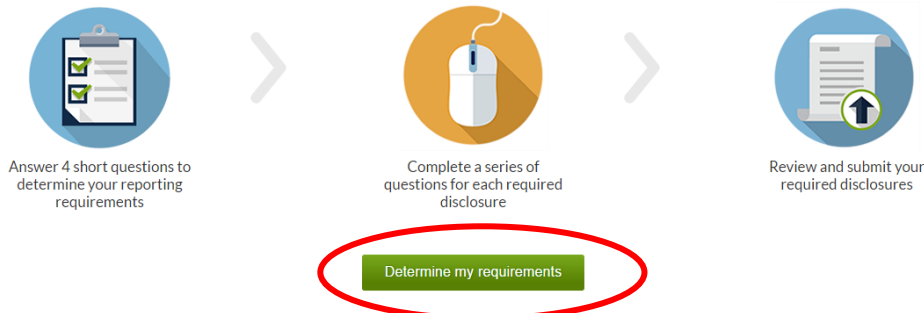 Answer 4 short questions to
determine your reporting
requirements
Complete a series of
questions for each required
disclosure
Review and submit your
required disclosures
Determine my requirements